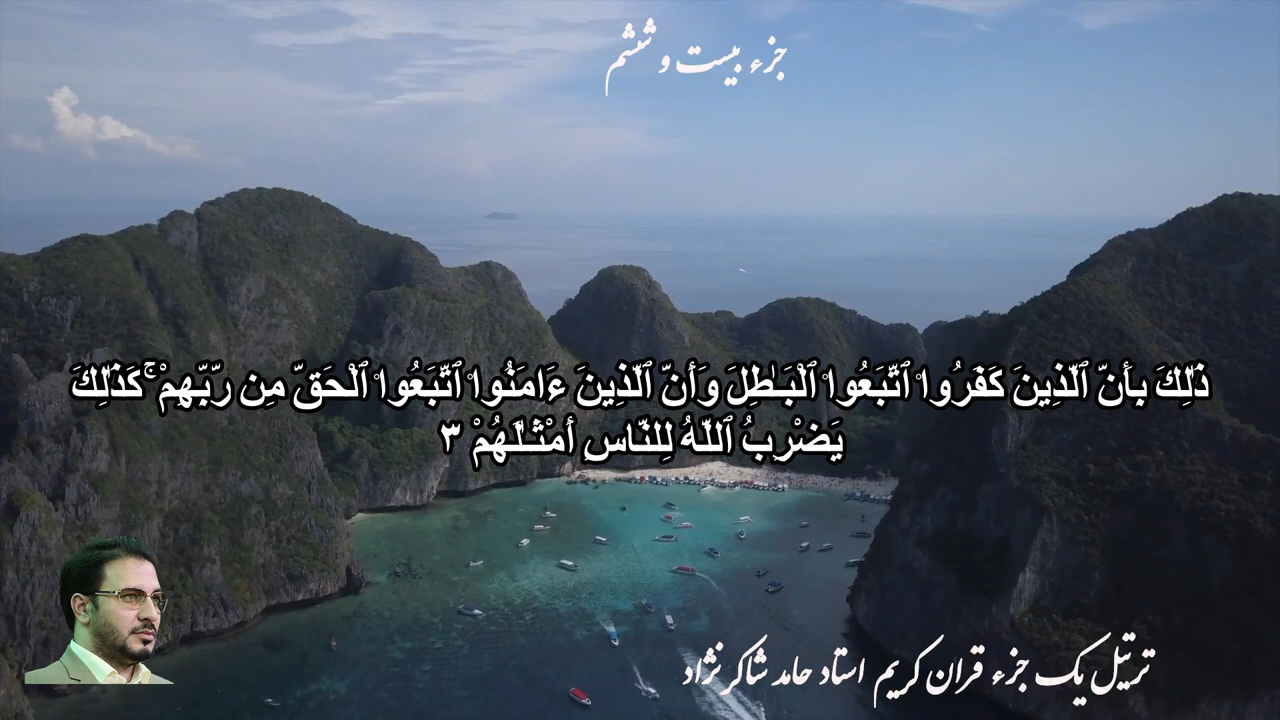 جزء بیست و ششم
ذَٰلِكَ بِأَنَّ ٱلَّذِينَ كَفَرُوا۟ ٱتَّبَعُوا۟ ٱلْبَـٰطِلَ وَأَنَّ ٱلَّذِينَ ءَامَنُوا۟ ٱتَّبَعُوا۟ ٱلْحَقَّ مِن رَّبِّهِمْ ۚ كَذَٰلِكَ
يَضْرِبُ ٱللَّهُ لِلنَّاسِ أَمْثَـٰلَهُمْ ٣
ترتیل یک جزء قران کریم استاد حامد شاکرنژاد